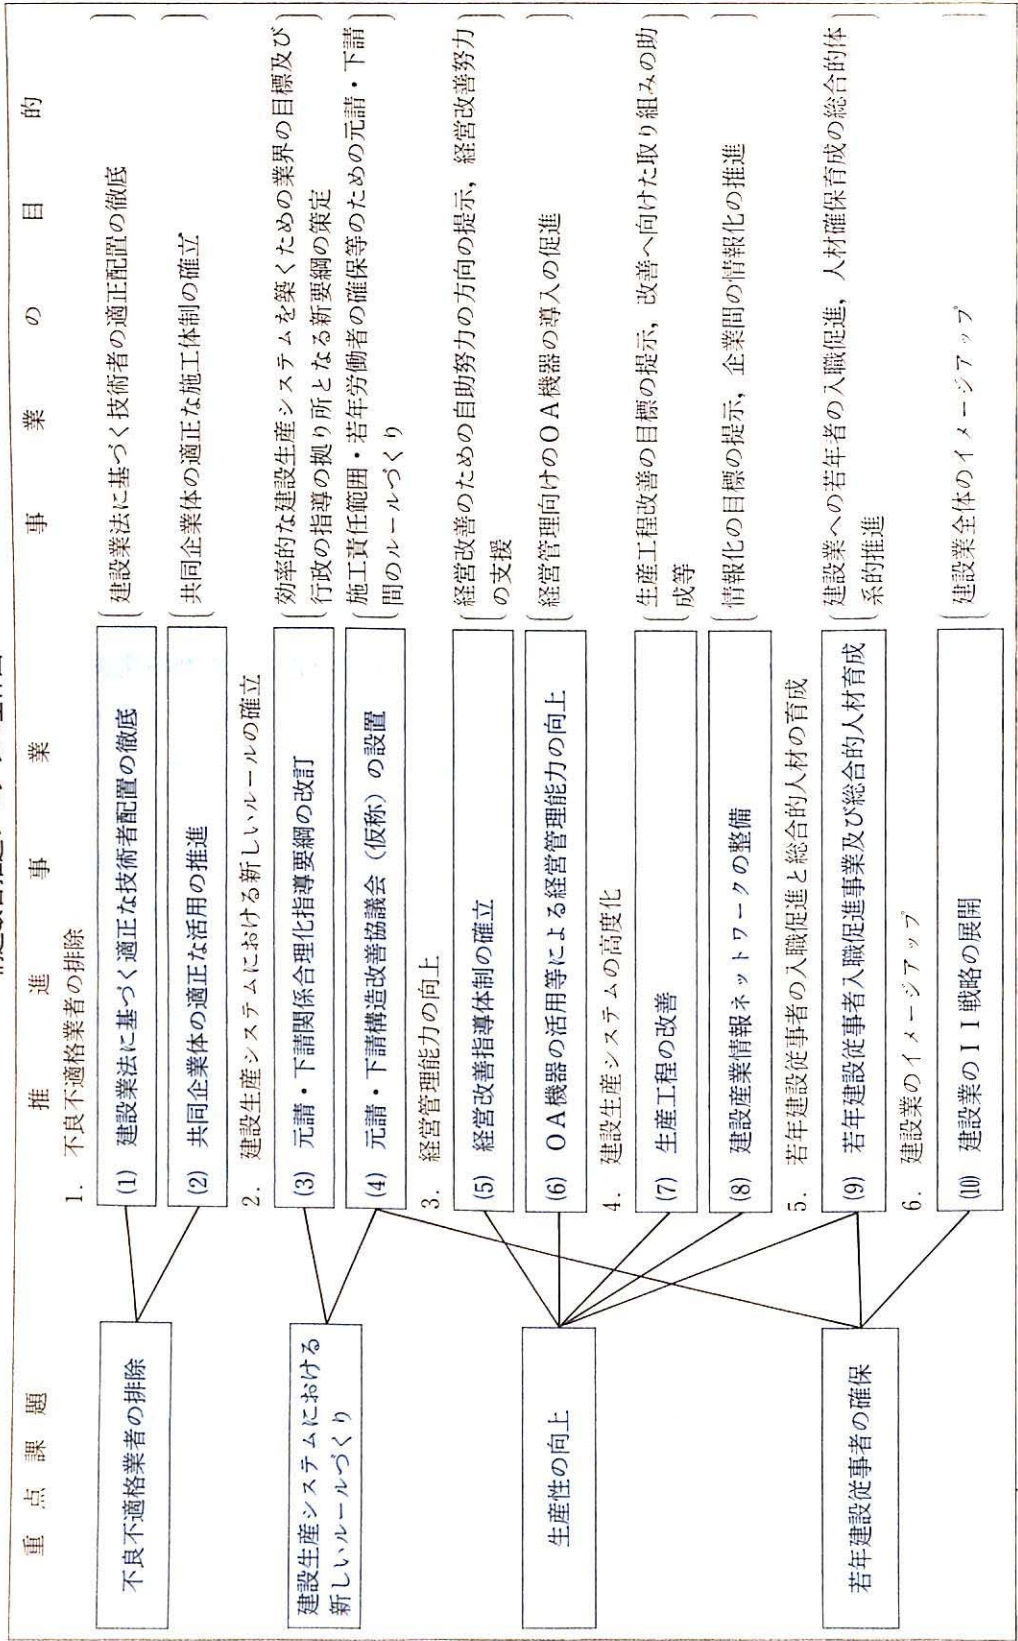 重点課題
推進事業
事業の目的
不良不適格業者の排除
建設生産システムにおける
新しいルールづくり
生産性の向上
若年建設従事者の確保
1. 不良不適格業者の排除
(1) 建設業法に基づく適正な技術者配置の徹底
建設業法に基づく技術者の適正配置の徹底
(2) 共同企業体の適正な活用の推進
共同企業体の適正な施工体制の確立
2. 建設生産システムにおける新しいルールの確立
(3) 元請・下請関係合理化指導要綱の改訂
効率的な建設生産システムを築くための業界の目標及び
行政の指導の拠り所となる新要綱の策定
(4) 元請・下請構造改善協議会（仮称）の設置
施工責任範囲・若年労働者の確保等のための元請・下請
間のルールづくり
3. 経営管理能力の向上
(5) 経営改善指導体制の確立
経営改善のための自助努力の方向の提示，経営改善努力
の支援
(6) OA機器の活用等による経営管理能力の向上
経営管理向けのOA機器の導入の促進
4. 建設生産システムの高度化
(7) 生産工程の改善
生産工程改善の目標の提示，改善へ向けた取り組みの助
成等
(8) 建設産業情報ネットワークの整備
情報化の目標の提示，企業間の情報化の推進
5. 若年建設従事者の入職促進と総合的人材の育成
(9) 若年建設従事者入職促進事業及び総合的人材育成
建設業への若年者の入職促進，人材確保育成の総合的体
系的推進
6. 建設業のイメージアップ
(10) 建設業のII戦略の展開
建設業全体のイメージアップ